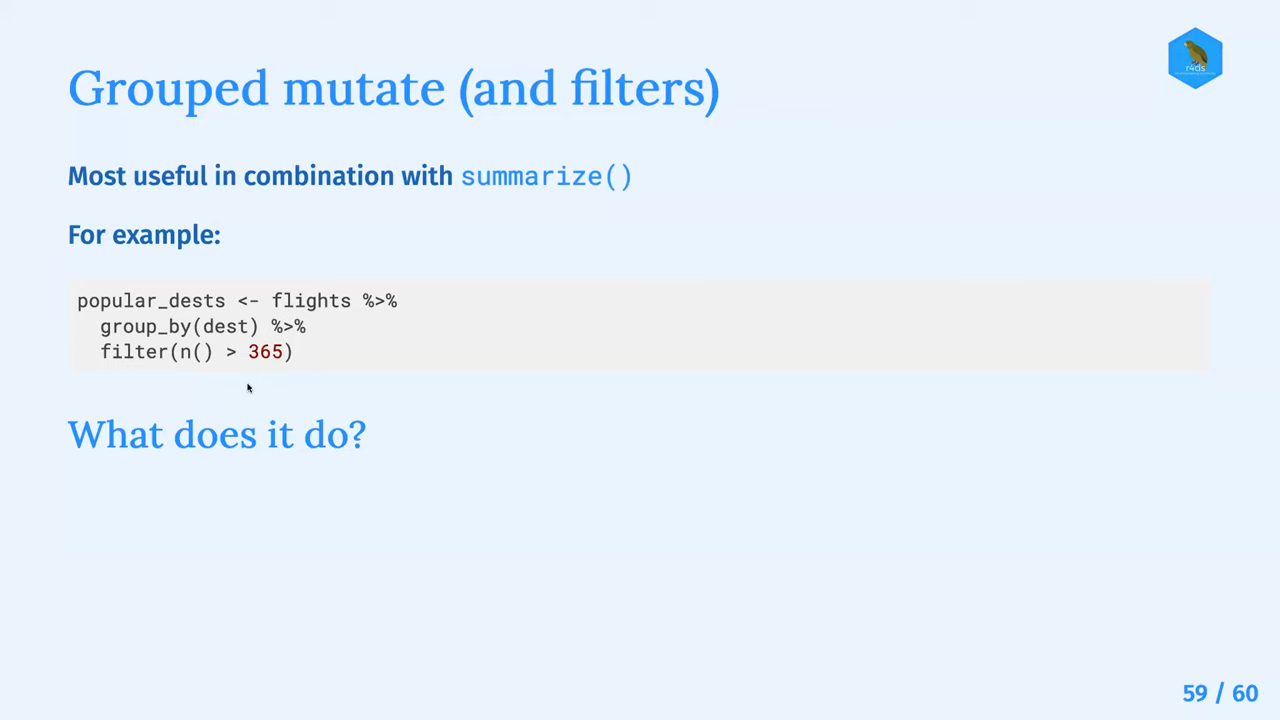 Grouped mutate (and filters)
r4ds
Most useful in combination with summarize()
For example:
popular_dests <- flights %>%
  group_by(dest) %>%
  filter(n() > 365)
What does it do?
59 / 60